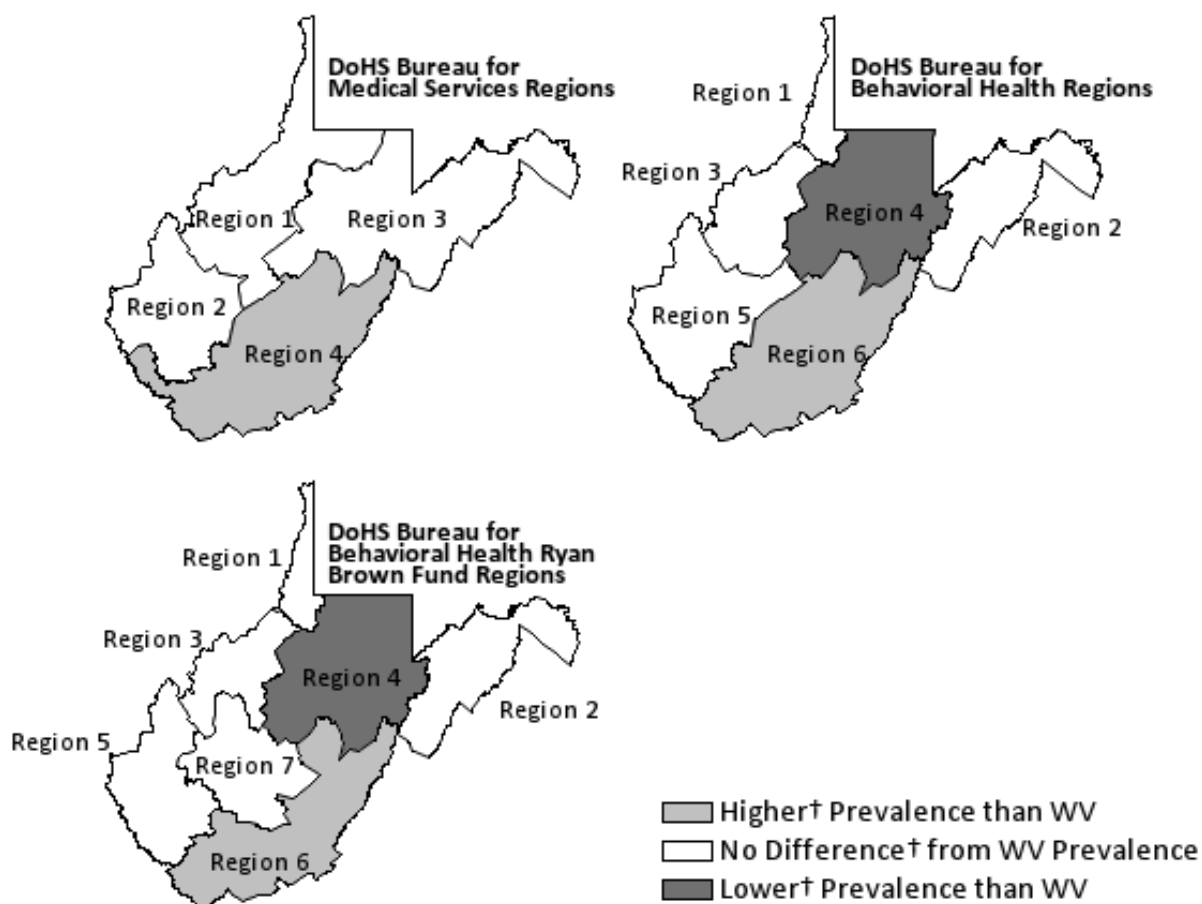 DoHS Bureau for
Medical Services Regions
Region 1
Region 3
Region 2
Region 4
DoHS Bureau for
Behavioral Health Regions
Region 1
Region 3
Region 4
Region 2
Region 5
Region 6
DoHS Bureau for
Behavioral Health Ryan
Brown Fund Regions
Region 1
Region 3
Region 4
Region 2
Region 5
Region 7
Region 6
Higher† Prevalence than WV
No Difference† from WV Prevalence
Lower† Prevalence than WV